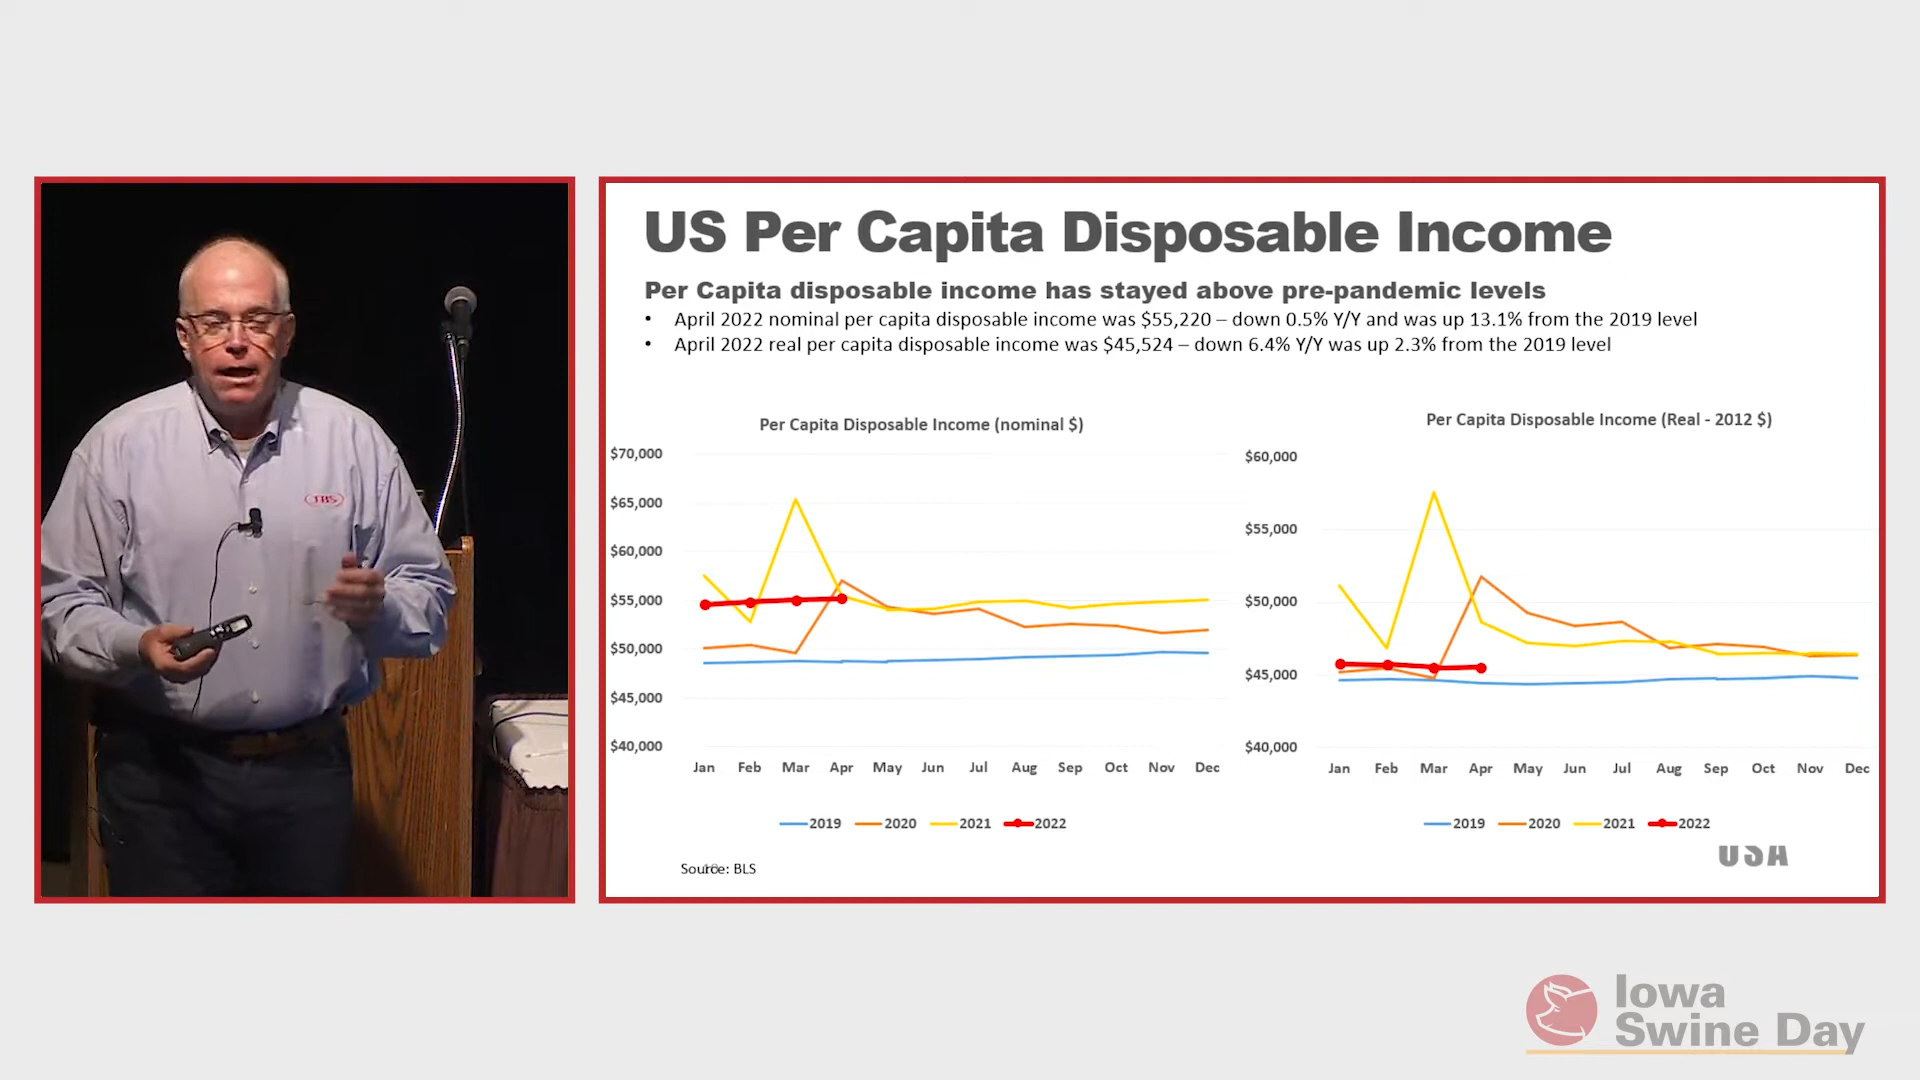 JBS
US Per Capita Disposable Income
Per Capita disposable income has stayed above pre-pandemic levels
• April 2022 nominal per capita disposable income was $55,220 – down 0.5% Y/Y and was up 13.1% from the 2019 level
• April 2022 real per capita disposable income was $45,524 – down 6.4% Y/Y was up 2.3% from the 2019 level
Per Capita Disposable Income (nominal $)
$70,000
$65,000
$60,000
$55,000
$50,000
$45,000
$40,000
Jan Feb Mar Apr May Jun Jul Aug Sep Oct Nov Dec
2019 2020 2021 2022
Per Capita Disposable Income (Real - 2012 $)
$60,000
$55,000
$50,000
$45,000
$40,000
Jan Feb Mar Apr May Jun Jul Aug Sep Oct Nov Dec
2019 2020 2021 2022
USA
Source: BLS
Iowa
Swine Day